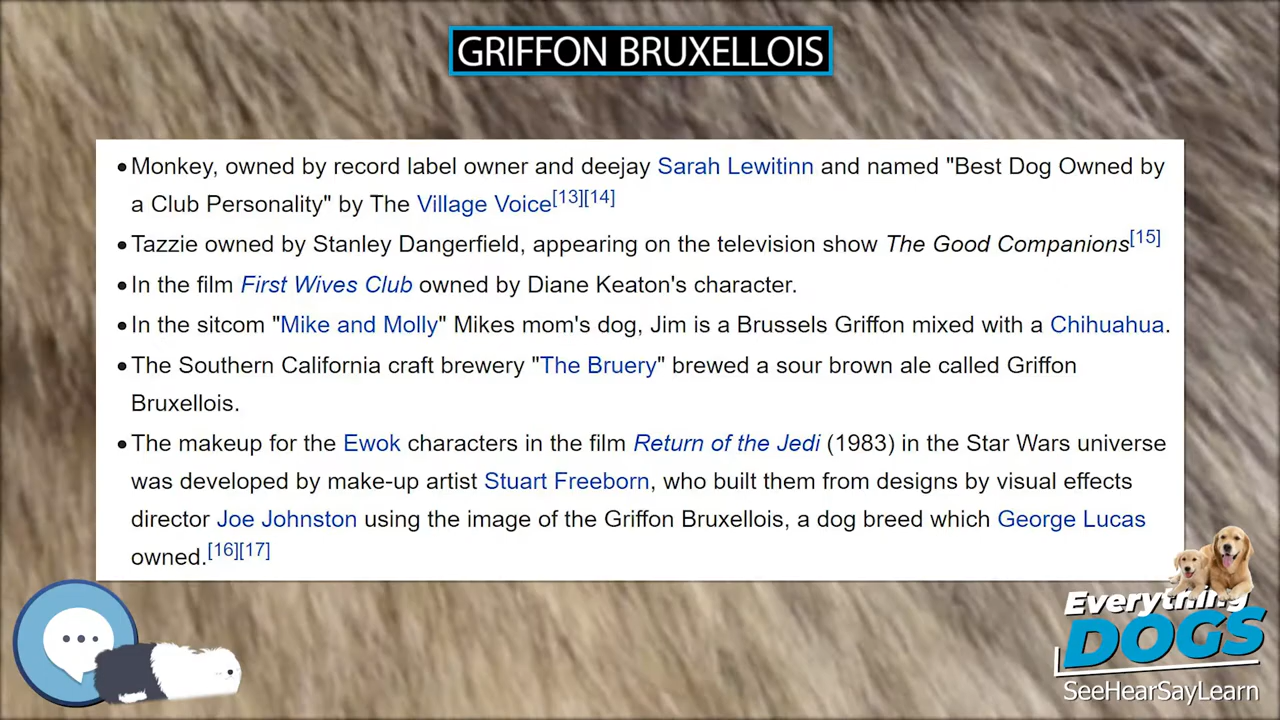 GRIFFON BRUXELLOIS
•Monkey, owned by record label owner and deejay Sarah Lewitinn and named "Best Dog Owned by
a Club Personality" by The Village Voice[13][14]
•Tazzie owned by Stanley Dangerfield, appearing on the television show The Good Companions[15]
•In the film First Wives Club owned by Diane Keaton's character.
•In the sitcom "Mike and Molly" Mikes mom's dog, Jim is a Brussels Griffon mixed with a Chihuahua.
•The Southern California craft brewery "The Bruery" brewed a sour brown ale called Griffon
Bruxellois.
•The makeup for the Ewok characters in the film Return of the Jedi (1983) in the Star Wars universe
was developed by make-up artist Stuart Freeborn, who built them from designs by visual effects
director Joe Johnston using the image of the Griffon Bruxellois, a dog breed which George Lucas
owned.[16][17]
Everything
DOGS
SeeHearSayLearn